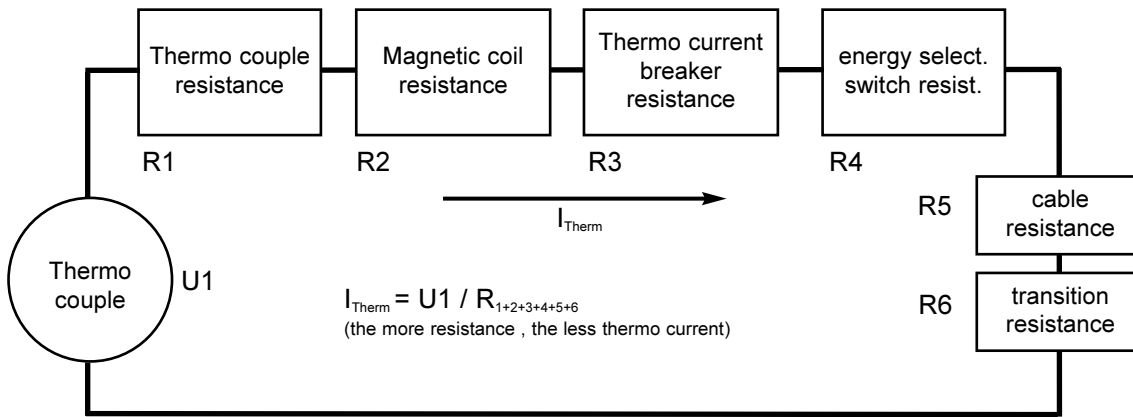 Thermo couple
resistance
Magnetic coil
resistance
Thermo current
breaker
resistance
energy select.
switch resist.
R1
R2
R3
R4
R5
cable
resistance
I Therm
Thermo
couple
U1
I Therm = U1 / R 1+2+3+4+5+6
(the more resistance , the less thermo current)
R6
transition
resistance